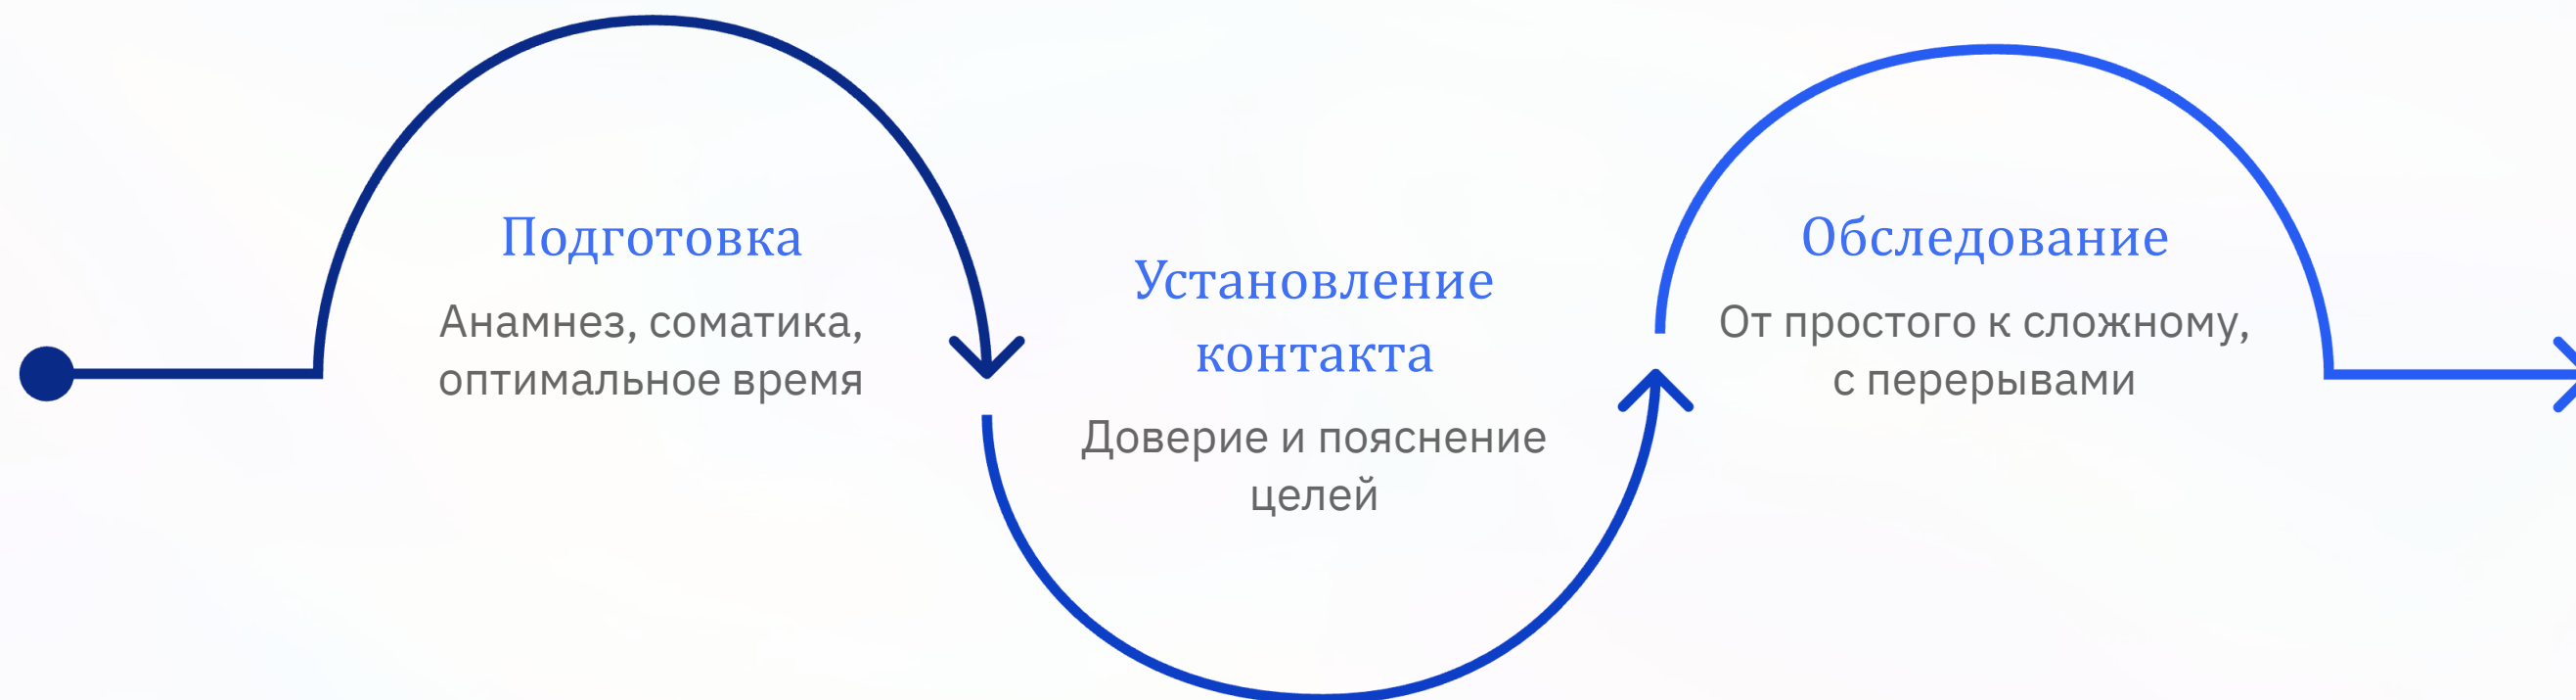 Подготовка
Анамнез, соматика,
оптимальное время
Установление
контакта
Доверие и пояснение
целей
Обследование
От простого к сложному,
с перерывами